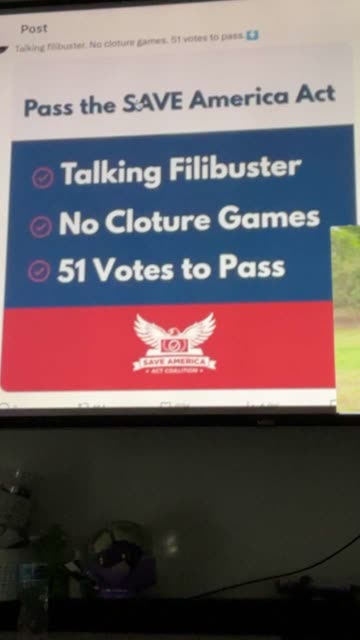 Post
Talking filibuster. No cloture games. 51 votes to pass.
Pass the SAVE America Act
Talking Filibuster
No Cloture Games
51 Votes to Pass
SAVE AMERICA
ACT COALITION